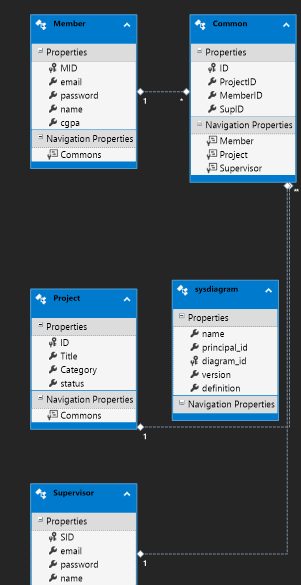 Member
Properties
MID
email
password
name
cgpa
Navigation Properties
Commons
Common
Properties
ID
ProjectID
MemberID
SupID
Navigation Properties
Member
Project
Supervisor
1
*
**
Project
Properties
ID
Title
Category
status
Navigation Properties
Commons
1
sysdiagram
Properties
name
principal_id
diagram_id
version
definition
Navigation Properties
Supervisor
Properties
SID
email
password
name
1